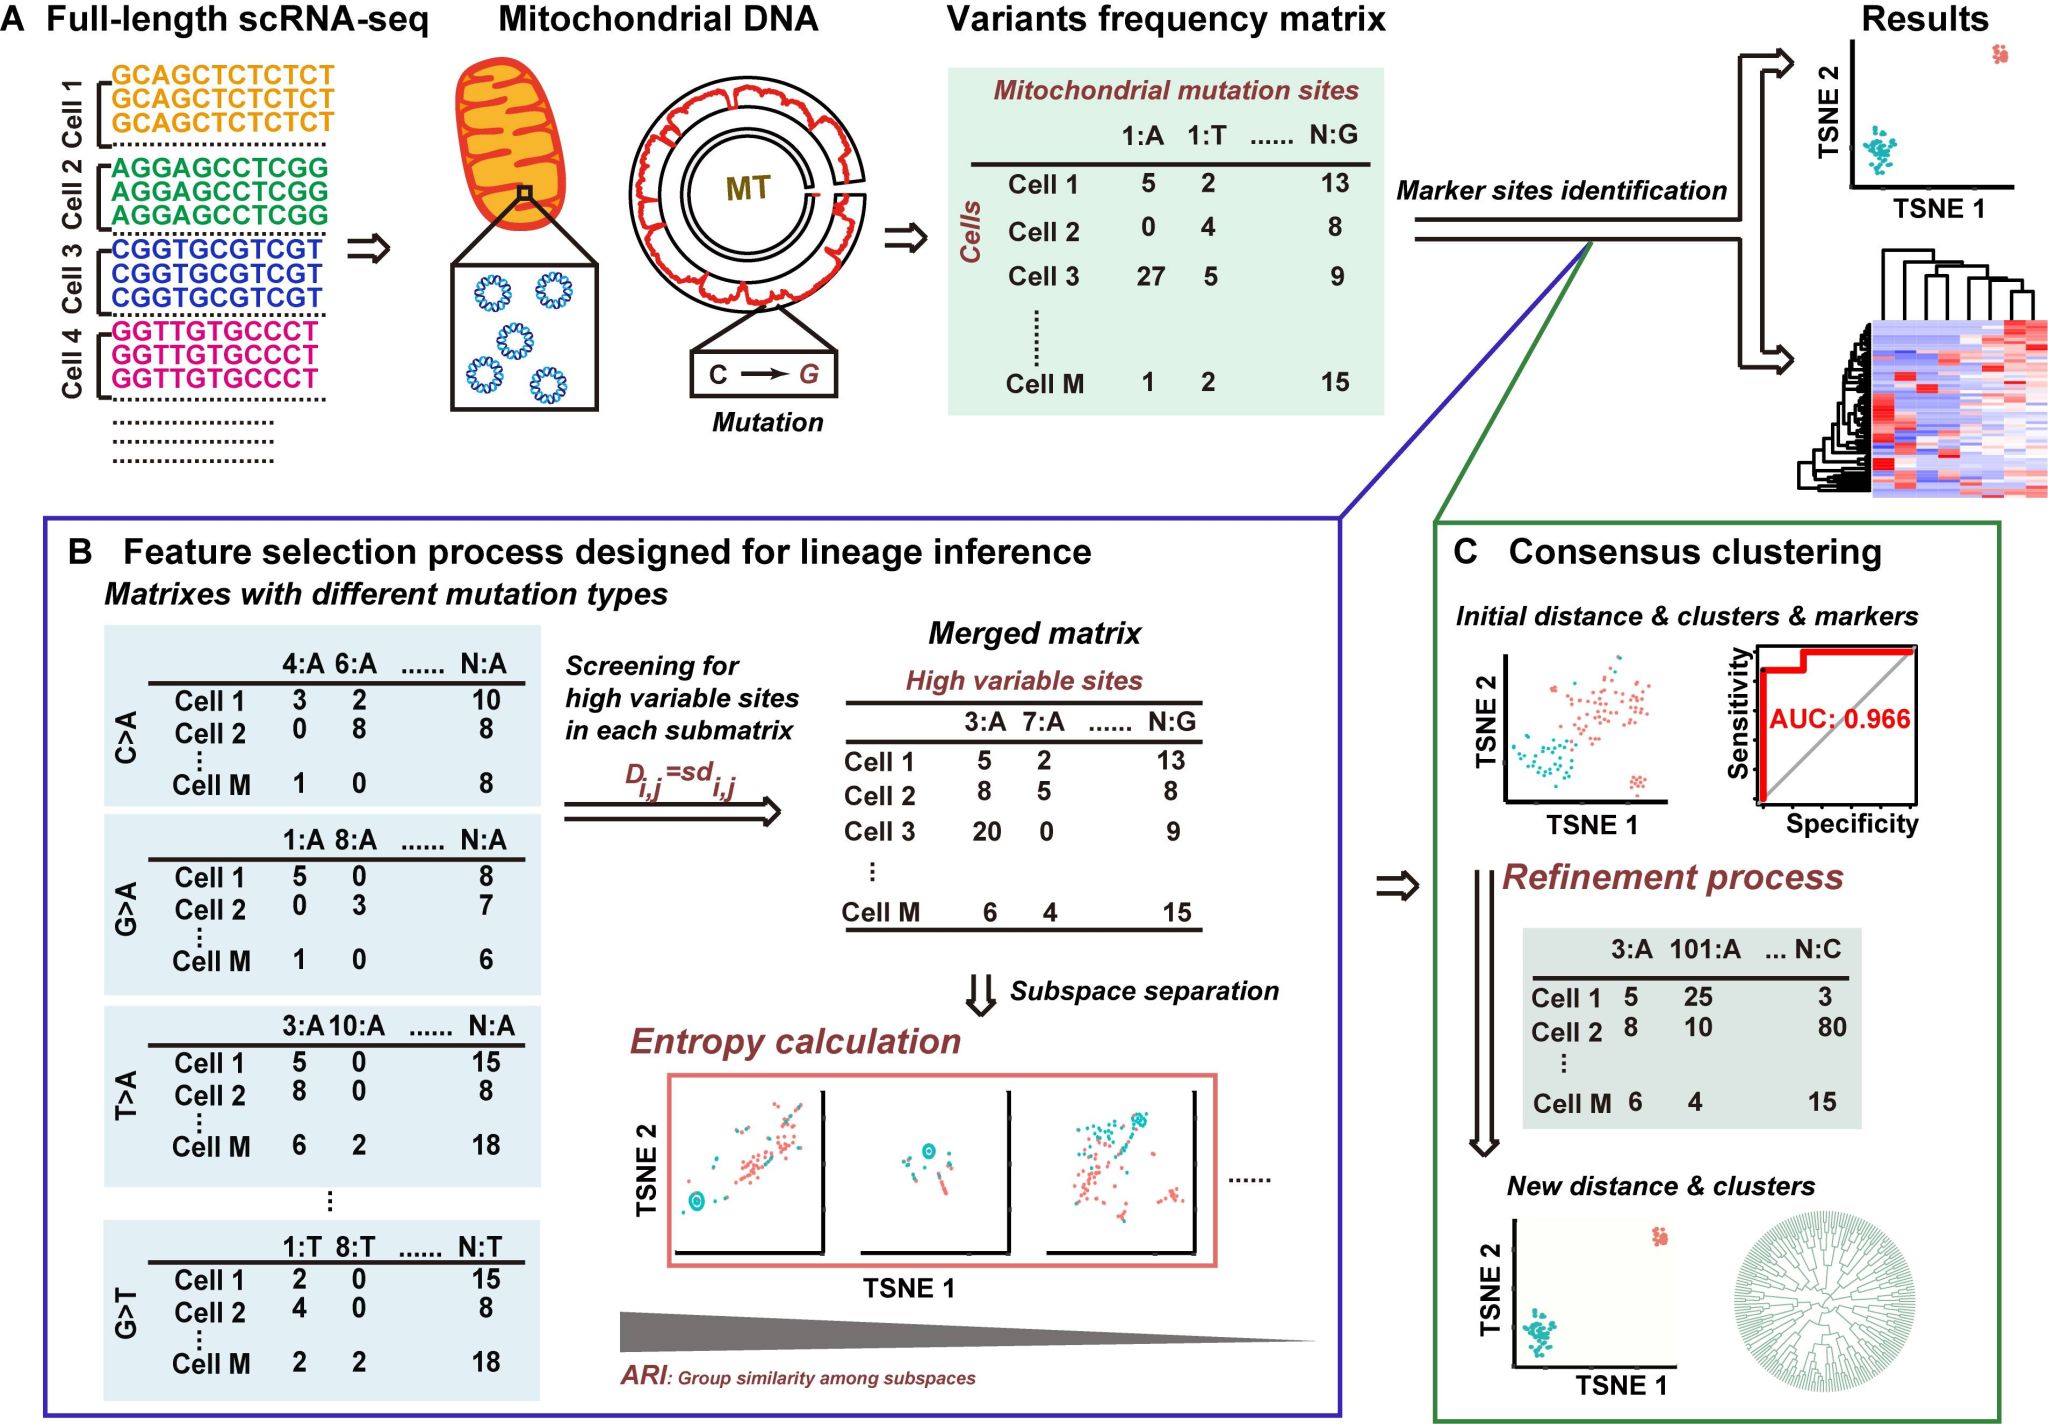 A Full-length scRNA-seq
Mitochondrial DNA
Variants frequency matrix
Results
Cell 1
GCAGCTCTCTCT
GCAGCTCTCTCT
GCAGCTCTCTCT
Cell 2
AGGAGCCTCGG
AGGAGCCTCGG
AGGAGCCTCGG
Cell 3
CGGTGCGTCGT
CGGTGCGTCGT
CGGTGCGTCGT
Cell 4
GGTTGTGCCCT
GGTTGTGCCCT
GGTTGTGCCCT
MT
C G
Mutation
Mitochondrial mutation sites
Cells
1:A 1:T ...... N:G
Cell 1 5 2 13
Cell 2 0 4 8
Cell 3 27 5 9
Cell M 1 2 15
Marker sites identification
TSNE 2
TSNE 1
B Feature selection process designed for lineage inference
Matrixes with different mutation types
C>A
4:A 6:A ...... N:A
Cell 1 3 2 10
Cell 2 0 8 8
Cell M 1 0 8
G>A
1:A 8:A ...... N:A
Cell 1 5 0 8
Cell 2 0 3 7
Cell M 1 0 6
T>A
3:A 10:A ...... N:A
Cell 1 5 0 15
Cell 2 8 0 8
Cell M 6 2 18
G>T
1:T 8:T ...... N:T
Cell 1 2 0 15
Cell 2 4 0 8
Cell M 2 2 18
Screening for
high variable sites
in each submatrix
Di,j=sdi,j
Merged matrix
High variable sites
3:A 7:A ...... N:G
Cell 1 5 2 13
Cell 2 8 5 8
Cell 3 20 0 9
Cell M 6 4 15
Subspace separation
Entropy calculation
TSNE 2
......
TSNE 1
ARI: Group similarity among subspaces
C Consensus clustering
Initial distance & clusters & markers
TSNE 2
TSNE 1
Sensitivity
AUC: 0.966
Specificity
Refinement process
3:A 101:A ... N:C
Cell 1 5 25 3
Cell 2 8 10 80
Cell M 6 4 15
New distance & clusters
TSNE 2
TSNE 1